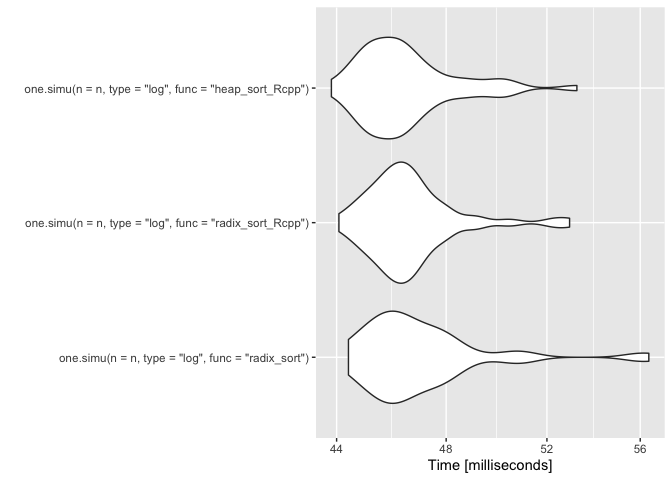 one.simu(n = n, type = "log", func = "heap_sort_Rcpp")
one.simu(n = n, type = "log", func = "radix_sort_Rcpp")
one.simu(n = n, type = "log", func = "radix_sort")
44 48 52 56
Time [milliseconds]